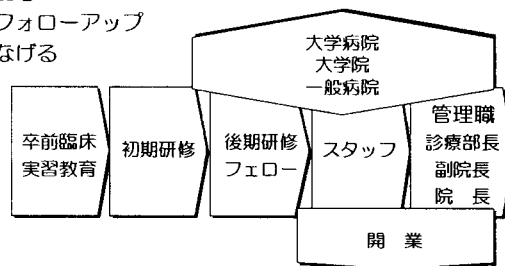 フォローアップ
なげる
大学病院
大学院
一般病院
卒前臨床
実習教育
初期研修
後期研修
フェロー
スタッフ
管理職
診療部長
副院長
院 長
開 業